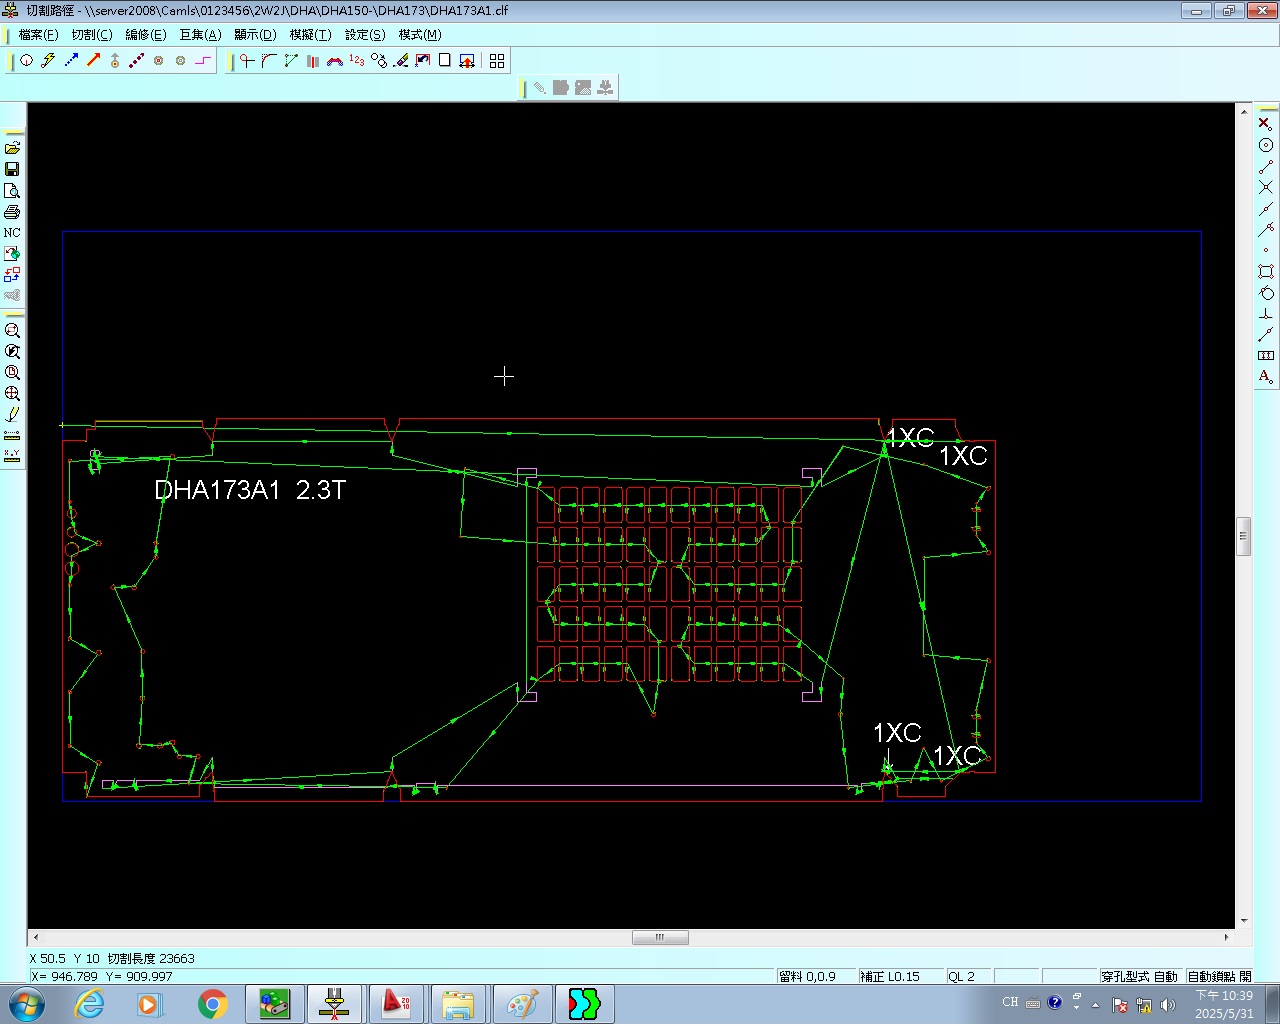 切割路徑 - \\server2008\Camls\0123456\2W2J\DHA\DHA150-\DHA173\DHA173A1.clf
檔案(F) 切割(C) 編修(E) 巨集(A) 顯示(D) 模擬(T) 設定(S) 模式(M)
123
NC
X,Y
A
1XC
1XC
DHA173A1 2.3T
1XC
1XC
X 50.5 Y 10 切割長度 23663
X= 946.789 Y= 909.997
留料 0,0.9
補正 L0.15
QL 2
穿孔型式 自動
自動鎖點 開
CH
下午 10:39
2025/5/31